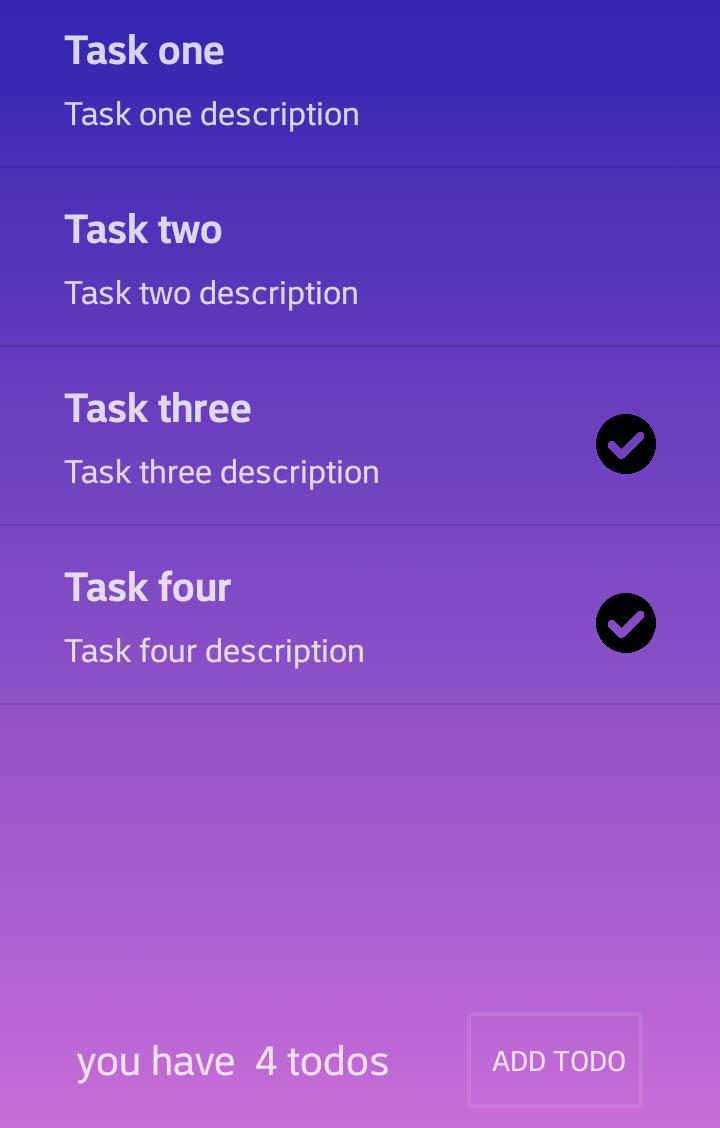 Task one
Task one description
Task two
Task two description
Task three
Task three description
Task four
Task four description
you have  4 todos
ADD TODO